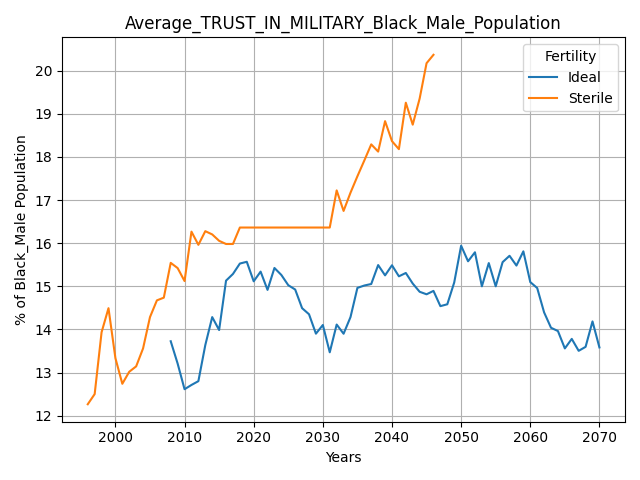 Average_TRUST_IN_MILITARY_Black_Male_Population
Fertility
Ideal
Sterile
% of Black_Male Population
20
19
18
17
16
15
14
13
12
2000 2010 2020 2030 2040 2050 2060 2070
Years